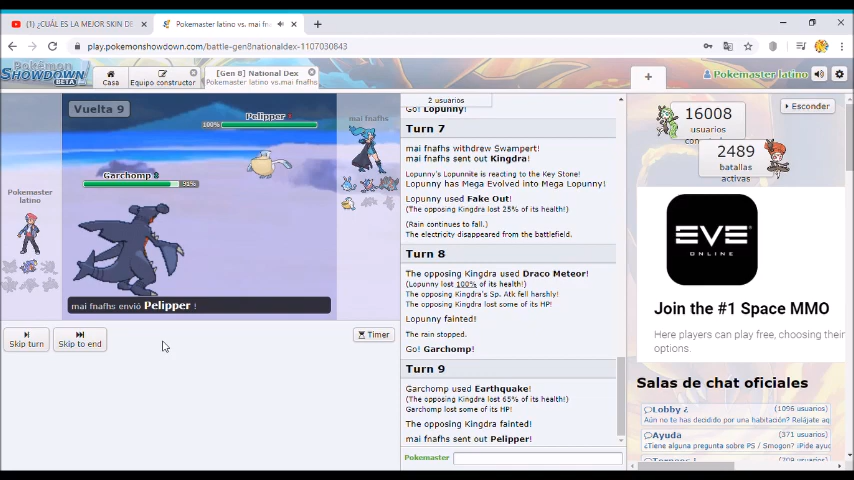 (1) ¿CUÁL ES LA MEJOR SKIN DE
Pokemaster latino vs. mai fnaf
play.pokemonshowdown.com/battle-gen8nationaldex-1107030843
Pokémon
SHOWDOWN
BETA
Casa
Equipo constructor
[Gen 8] National Dex
Pokemaster latino vs.mai fnafhs
Pokemaster latino
Vuelta 9
Pelipper
100%
mai fnafhs
Garchomp
91%
Pokemaster
latino
mai fnafhs envió Pelipper !
Skip turn
Skip to end
Timer
2 usuarios
Go! Lopunny!
Turn 7
mai fnafhs withdrew Swampert!
mai fnafhs sent out Kingdra!
Lopunny's Lopunnite is reacting to the Key Stone!
Lopunny has Mega Evolved into Mega Lopunny!
Lopunny used Fake Out!
(The opposing Kingdra lost 25% of its health!)
(Rain continues to fall.)
The electricity disappeared from the battlefield.
Turn 8
The opposing Kingdra used Draco Meteor!
(Lopunny lost 100% of its health!)
The opposing Kingdra's Sp. Atk fell harshly!
The opposing Kingdra lost some of its HP!
Lopunny fainted!
The rain stopped.
Go! Garchomp!
Turn 9
Garchomp used Earthquake!
(The opposing Kingdra lost 65% of its health!)
Garchomp lost some of its HP!
The opposing Kingdra fainted!
mai fnafhs sent out Pelipper!
Pokemaster
Esconder
16008
usuarios
2489
batallas
activas
EVE
ONLINE
Join the #1 Space MMO
Here players can play free, choosing their
options.
Salas de chat oficiales
Lobby ¿
(1096 usuarios)
Aún no te has decidido por una habitación? Relájate aq
Ayuda
(371 usuarios)
¿Tiene alguna pregunta sobre PS / Smogon? ¡Pide ayud